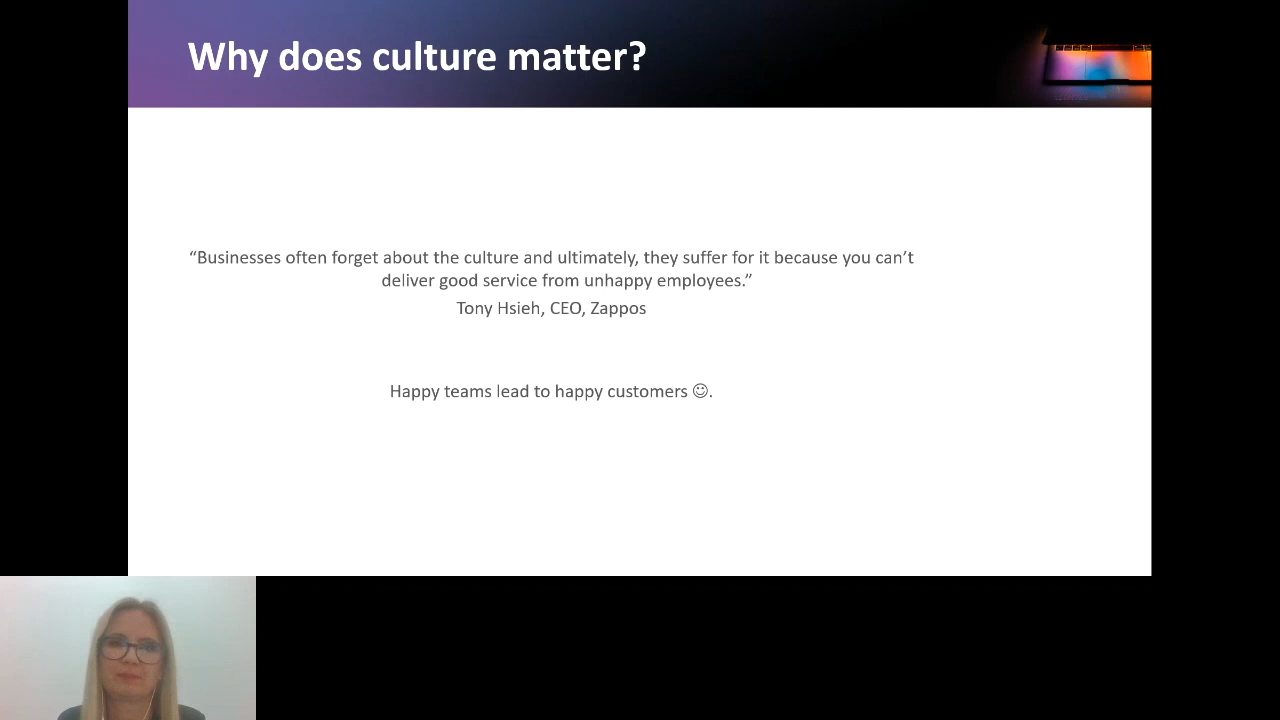 Why does culture matter?
“Businesses often forget about the culture and ultimately, they suffer for it because you can’t
deliver good service from unhappy employees.”
Tony Hsieh, CEO, Zappos
Happy teams lead to happy customers ☺.